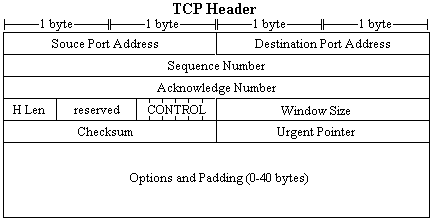 TCP Header
1 byte 1 byte 1 byte 1 byte
Souce Port Address Destination Port Address
Sequence Number
Acknowledge Number
H Len reserved CONTROL Window Size
Checksum Urgent Pointer
Options and Padding (0-40 bytes)